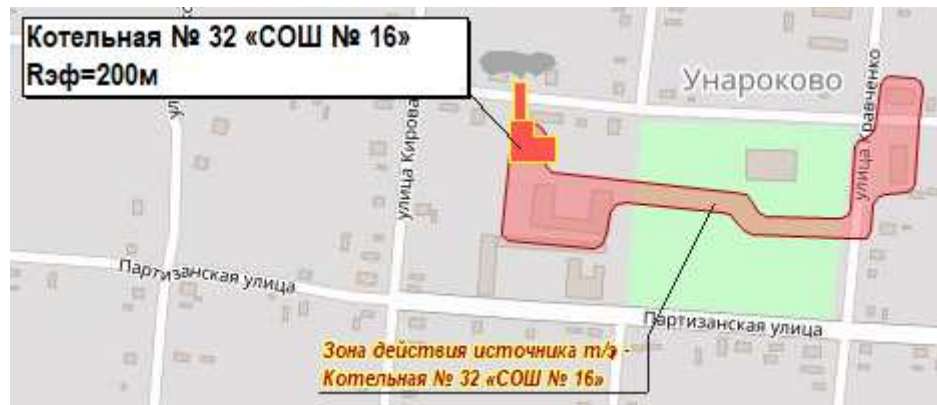 Котельная № 32 «СОШ № 16»
Rэф=200м
Унароково
улица Кирова
улица Кравченко
Партизанская улица
Партизанская улица
Зона действия источника т/э -
Котельная № 32 «СОШ № 16»